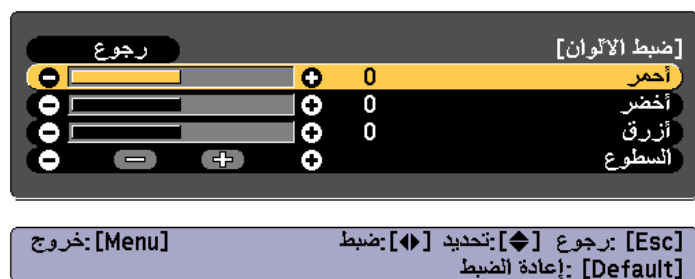 [ضبط الألوان] رجوع
أحمر 0
أخضر 0
أزرق 0
السطوع
[Esc] :رجوع [◆]:تحديد [◀▶]:ضبط [Menu]:خروج
[Default] :إعادة الضبط